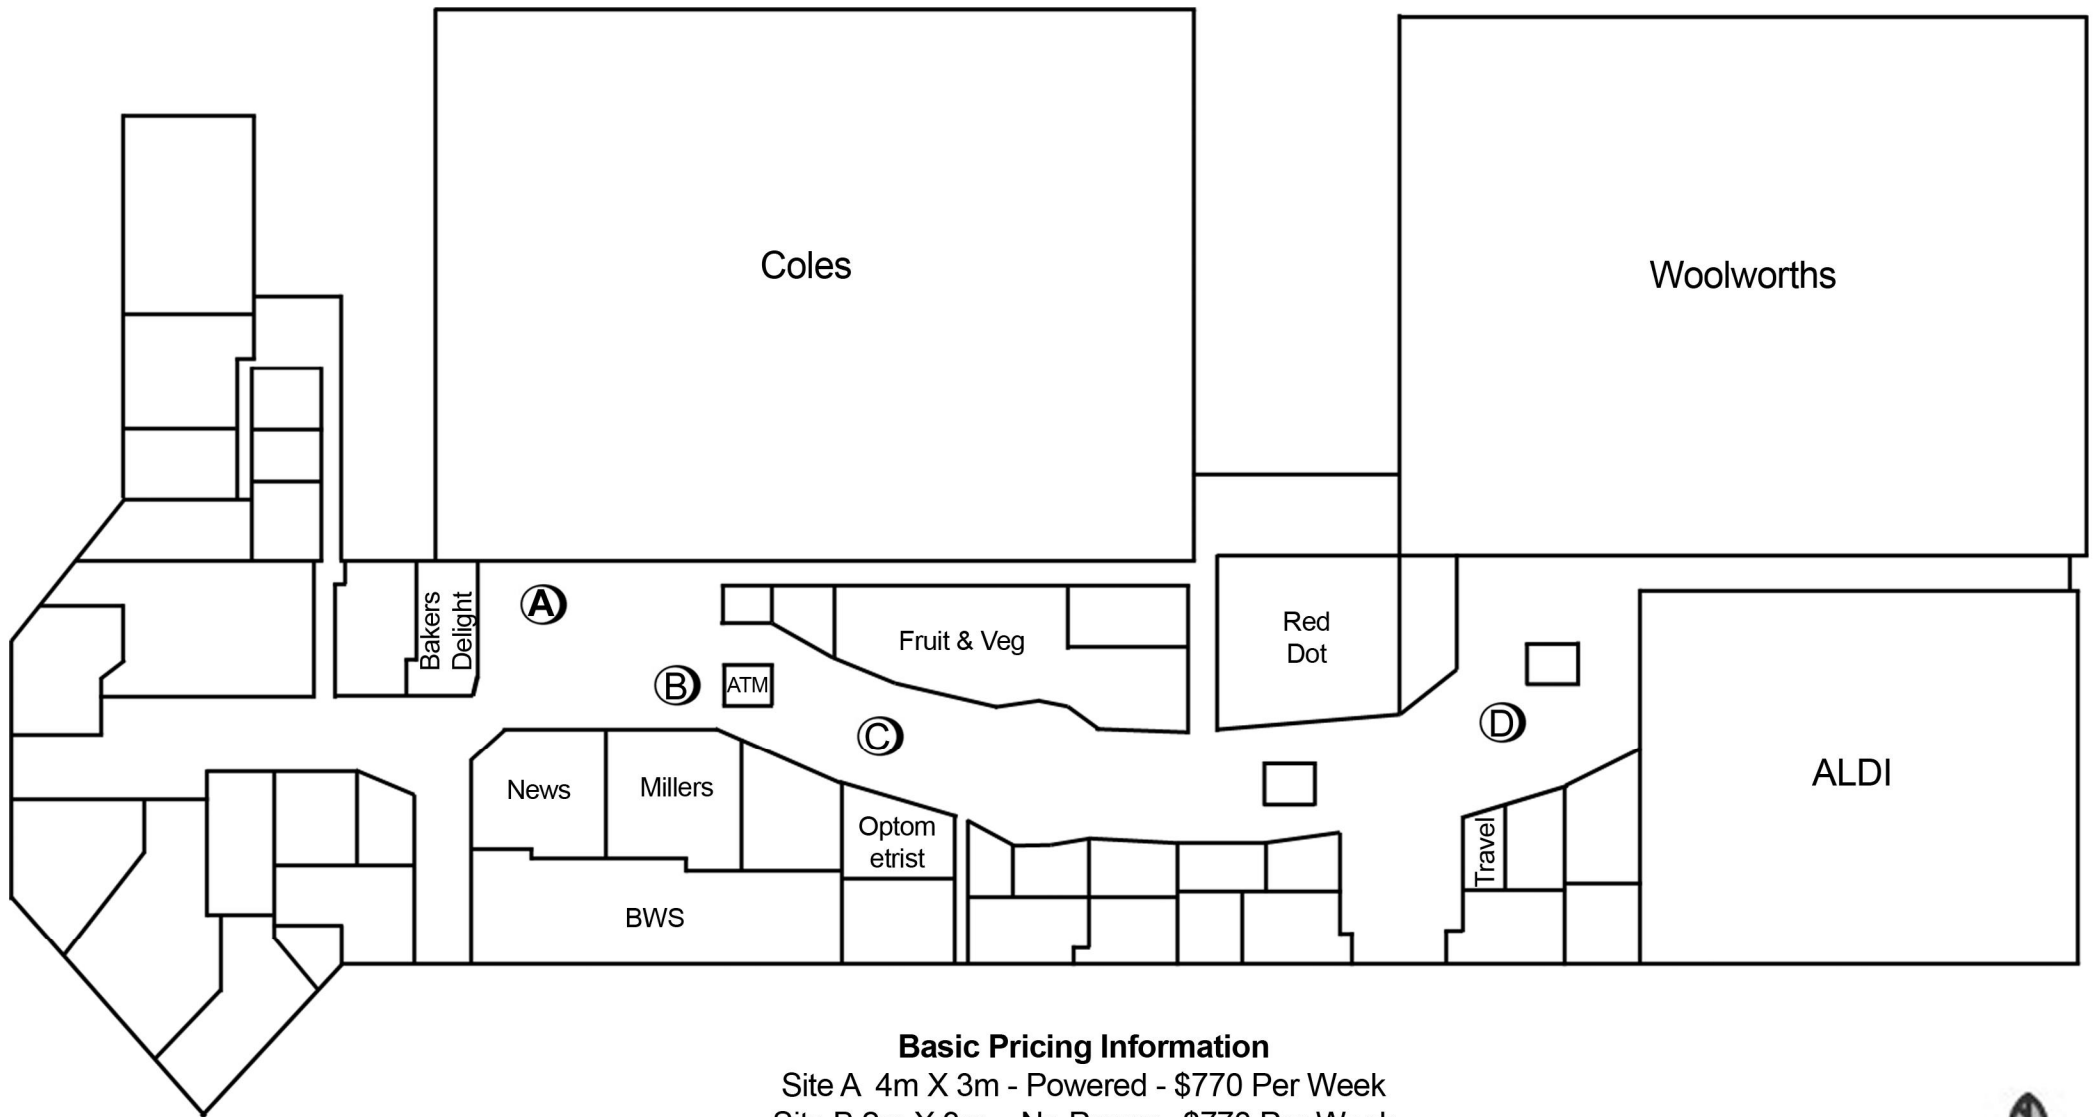 Coles
Woolworths
Bakers
Delight
A
Fruit & Veg
Red
Dot
B
ATM
C
D
News
Millers
ALDI
Optom
etrist
Travel
BWS
Basic Pricing Information
Site A 4m X 3m - Powered - $770 Per Week